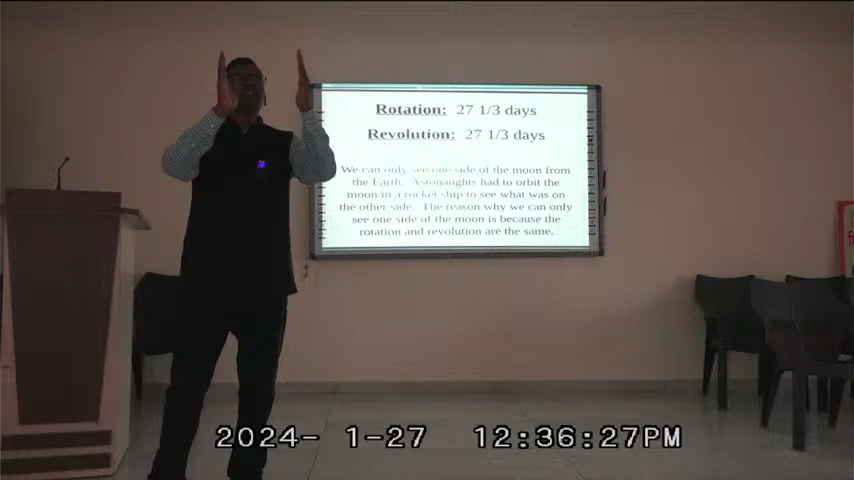 Rotation: 27 1/3 days
Revolution: 27 1/3 days
We can only see one side of the moon from
the Earth. Astonaughts had to orbit the
moon in a rocket ship to see what was on
the other side. The reason why we can only
see one side of the moon is because the
rotation and revolution are the same.
2024- 1-27 12:36:27PM